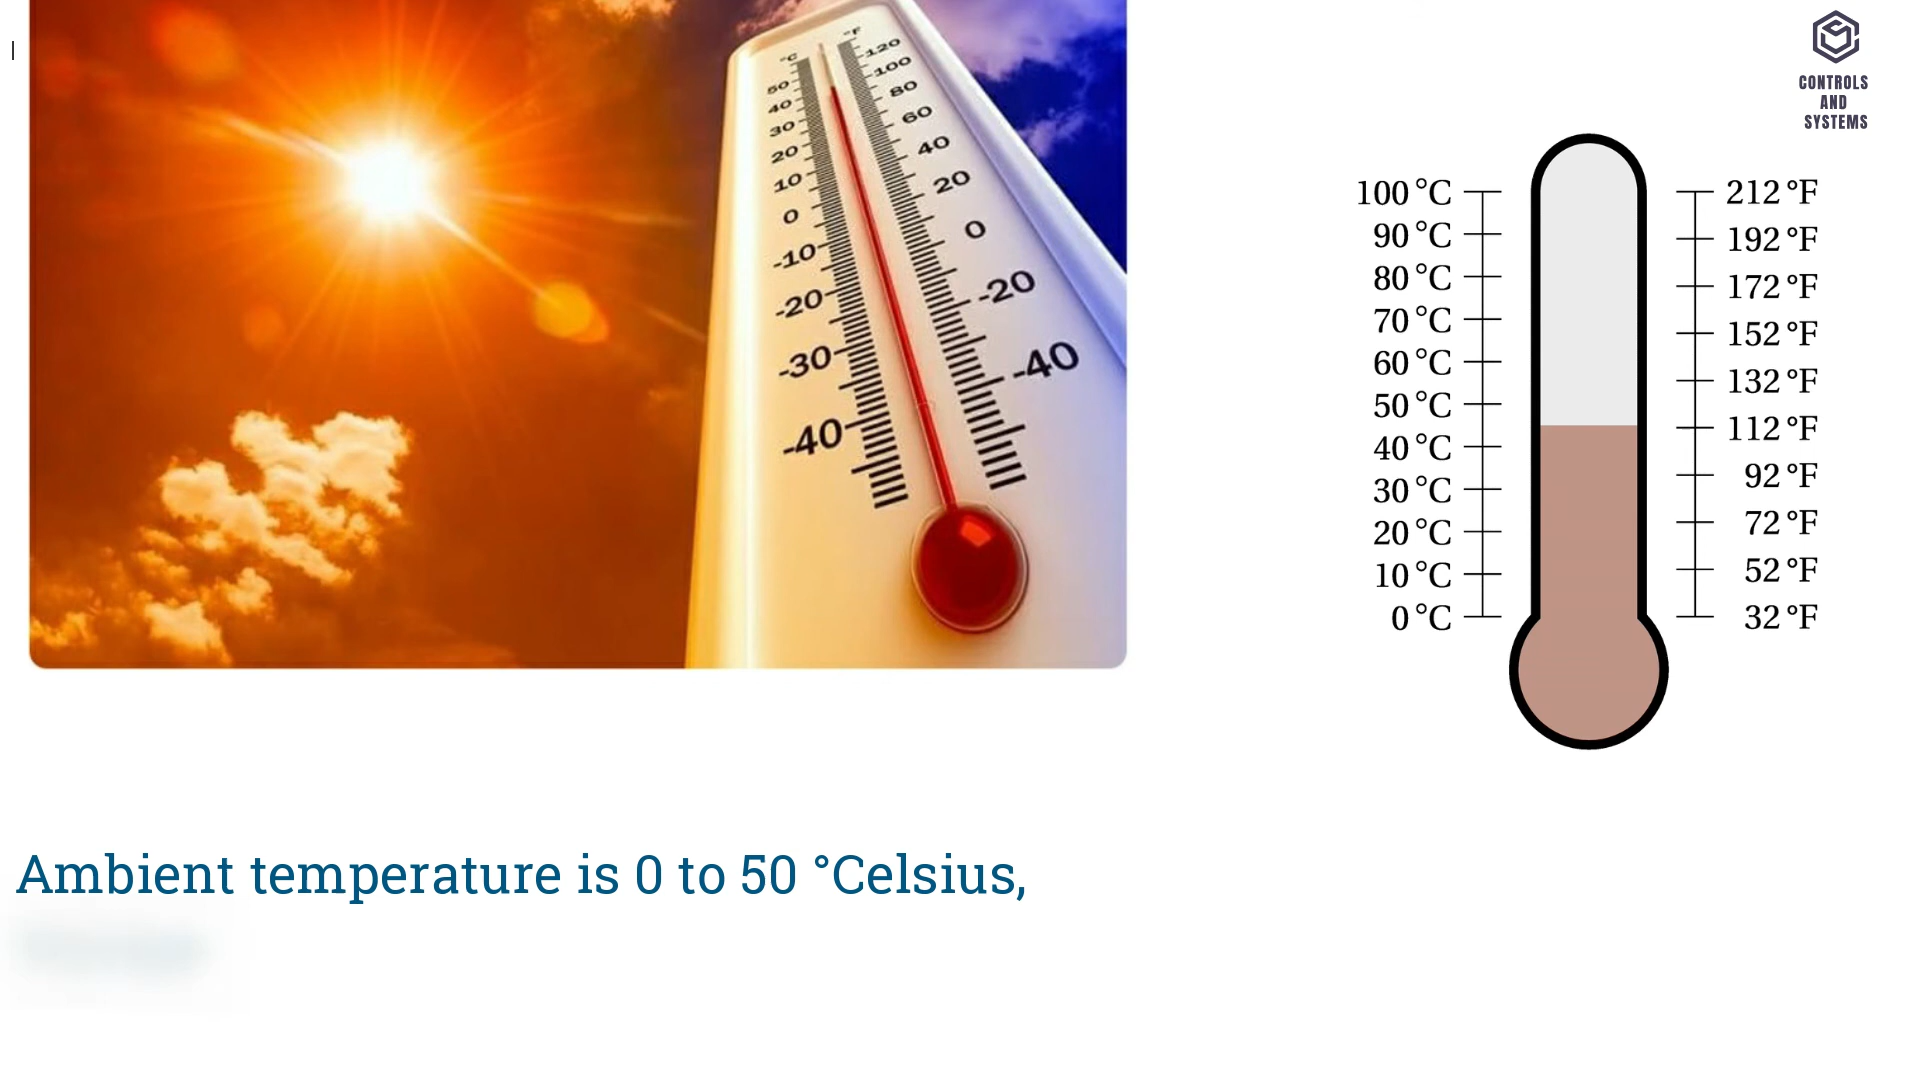 CONTROLS
AND
SYSTEMS
°C °F
50 120
40 100
30 80
20 60
10 40
0 20
-10 0
-20 -20
-30 -40
-40
100 °C 212 °F
90 °C 192 °F
80 °C 172 °F
70 °C 152 °F
60 °C 132 °F
50 °C 112 °F
40 °C 92 °F
30 °C 72 °F
20 °C 52 °F
10 °C
0 °C 32 °F
Ambient temperature is 0 to 50 °Celsius,